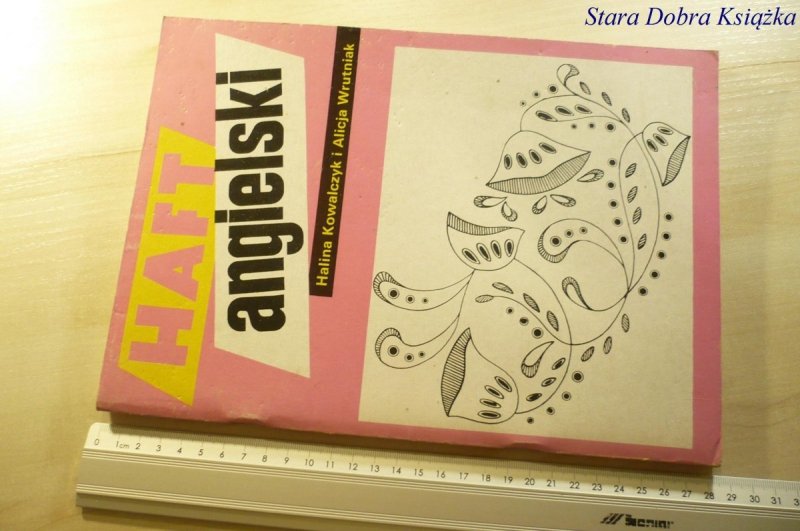 Stara Dobra Książka
HAFT
angielski
Halina Kowalczyk i Alicja Wrutniak
0 1cm 2 3 4 5 6 7 8 9 10 11 12 13 14 15 16 17 18 19 20 21 22 23 24 25 26 27 28 29 30 31